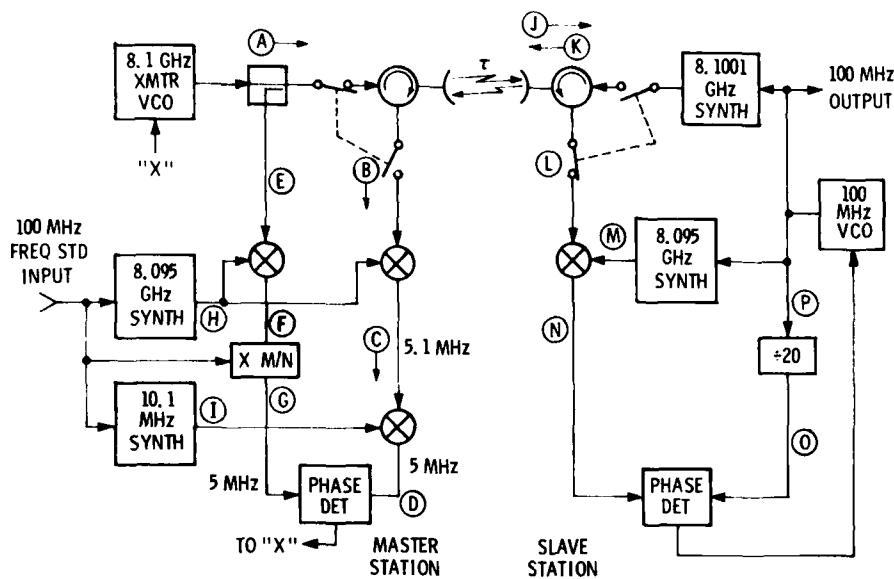 A
8.1 GHz
XMTR
VCO
"X"
E
B
J
K
τ
8.1001
GHz
SYNTH
100 MHz
OUTPUT
L
100
MHz
VCO
100 MHz
FREQ STD
INPUT
8.095
GHz
SYNTH
H
F
X M/N
G
10.1
MHz
SYNTH
I
C
5.1 MHz
M
8.095
GHz
SYNTH
N
P
÷20
O
5 MHz
PHASE
DET
5 MHz
D
TO "X"
MASTER
STATION
SLAVE
STATION
PHASE
DET